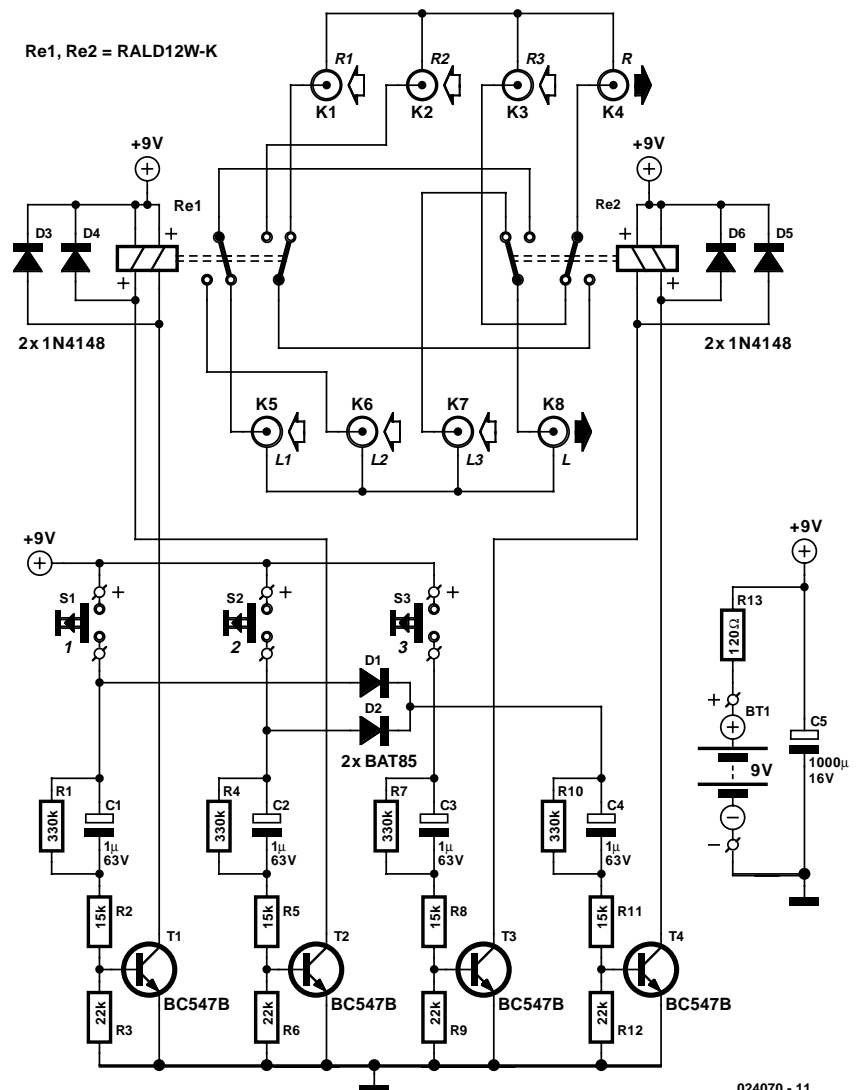 Re1, Re2 = RALD12W-K
R1
R2
R3
R
K1
K2
K3
K4
+9V
+9V
D3
D4
Re1
+
+
Re2
+
+
D6
D5
2x 1N4148
2x 1N4148
K5
K6
K7
K8
L1
L2
L3
L
+9V
+9V
S1
+
S2
+
S3
+
1
2
3
R13
120Ω
D1
D2
2x BAT85
+
BT1
9V
C5
1000µ
16V
–
R1
330k
C1
1µ
63V
R4
330k
C2
1µ
63V
R7
330k
C3
1µ
63V
R10
330k
C4
1µ
63V
15k
R2
15k
R5
15k
R8
15k
R11
T1
T2
T3
T4
BC547B
BC547B
BC547B
BC547B
22k
R3
22k
R6
22k
R9
22k
R12
024070 - 11